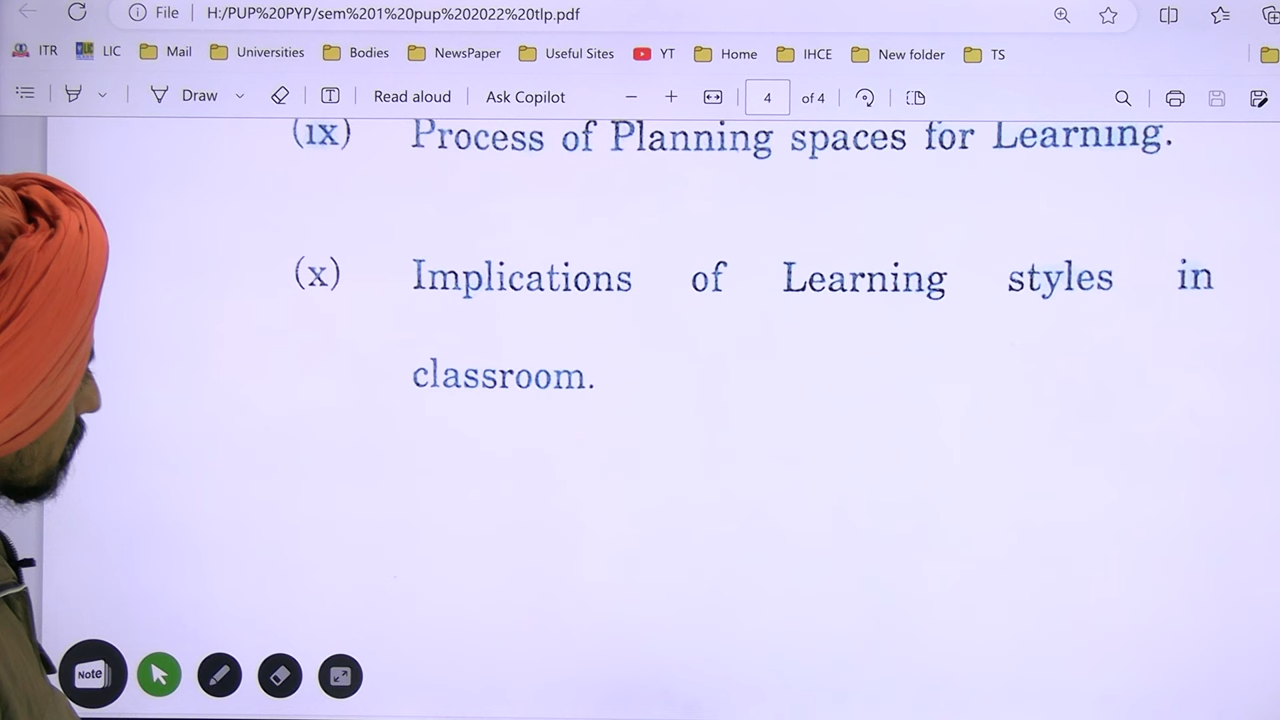 File H:/PUP%20PYP/sem%201%20pup%202022%20tlp.pdf
ITR LIC Mail Universities Bodies NewsPaper Useful Sites YT Home IHCE New folder TS
Draw Read aloud Ask Copilot 4 of 4
(ix) Process of Planning spaces for Learning.
(x) Implications of Learning styles in
classroom.
Note